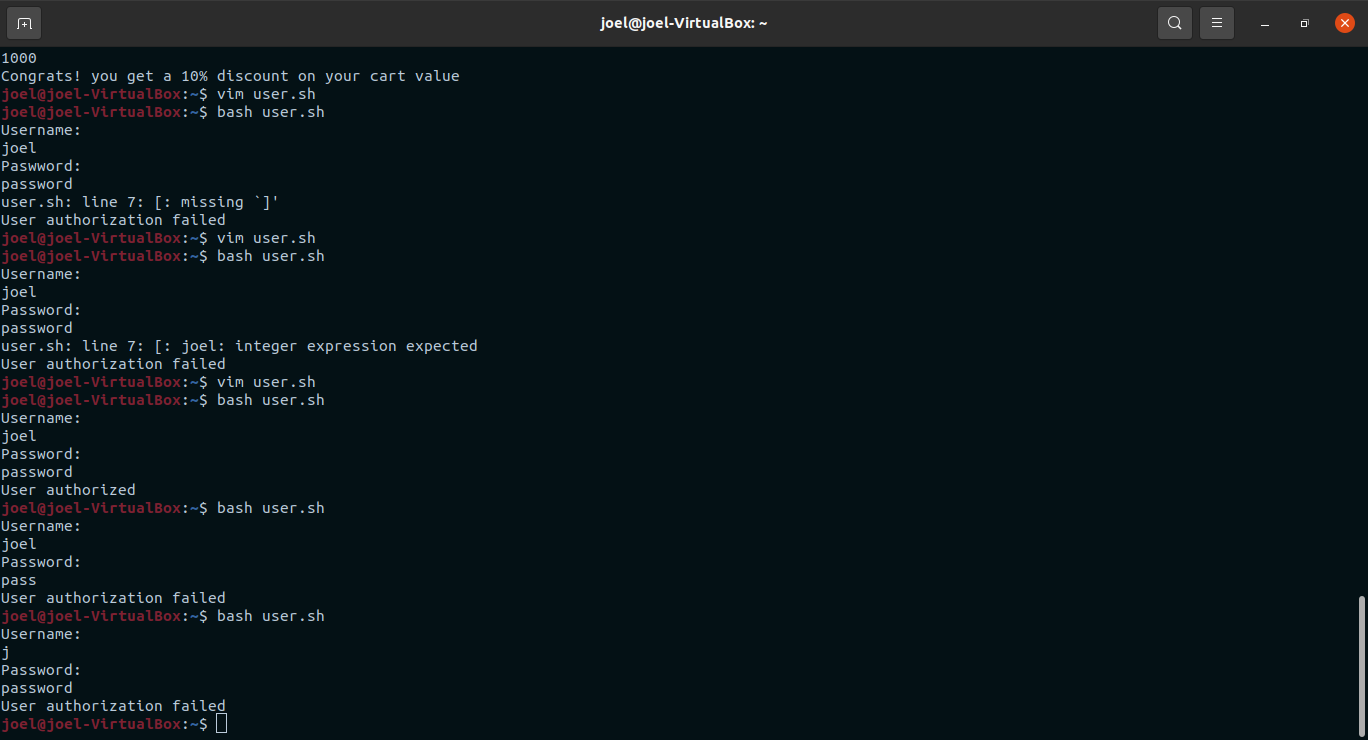 joel@joel-VirtualBox: ~
1000
Congrats! you get a 10% discount on your cart value
joel@joel-VirtualBox:~$ vim user.sh
joel@joel-VirtualBox:~$ bash user.sh
Username:
joel
Paswword:
password
user.sh: line 7: [: missing `]'
User authorization failed
joel@joel-VirtualBox:~$ vim user.sh
joel@joel-VirtualBox:~$ bash user.sh
Username:
joel
Password:
password
user.sh: line 7: [: joel: integer expression expected
User authorization failed
joel@joel-VirtualBox:~$ vim user.sh
joel@joel-VirtualBox:~$ bash user.sh
Username:
joel
Password:
password
User authorized
joel@joel-VirtualBox:~$ bash user.sh
Username:
joel
Password:
pass
User authorization failed
joel@joel-VirtualBox:~$ bash user.sh
Username:
j
Password:
password
User authorization failed
joel@joel-VirtualBox:~$